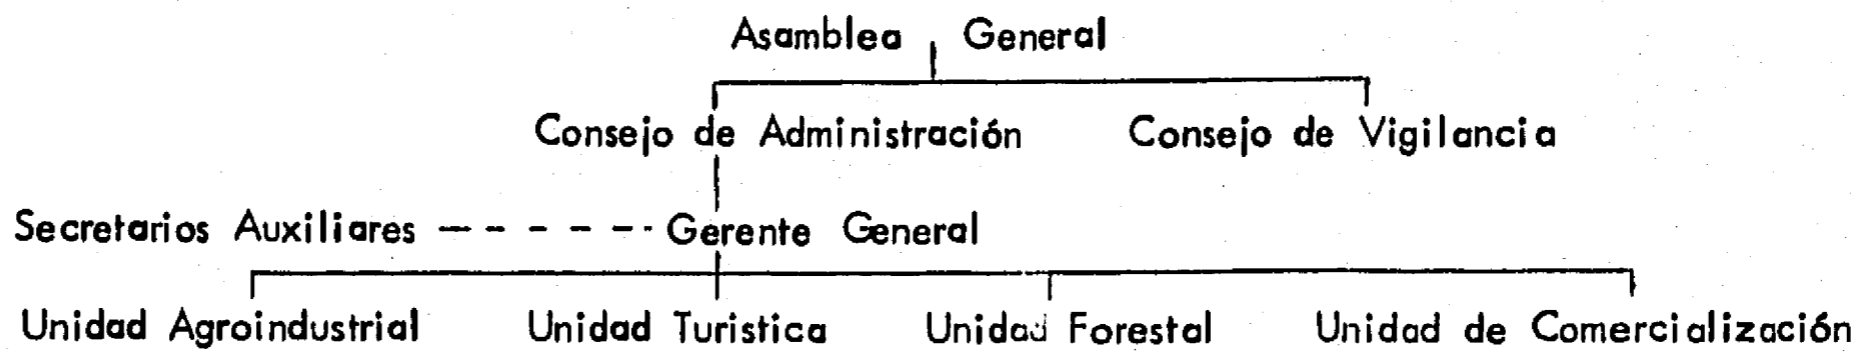 Asamblea General
Consejo de Administración Consejo de Vigilancia
Secretarios Auxiliares - - - - - - Gerente General
Unidad Agroindustrial Unidad Turistica Unidad Forestal Unidad de Comercialización